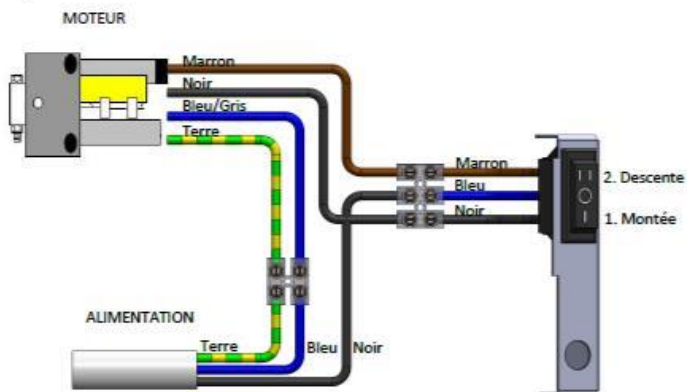 MOTEUR
Marron
Noir
Bleu/Gris
Terre
Marron
Bleu
Noir
2. Descente
1. Montée
ALIMENTATION
Terre
Bleu
Noir